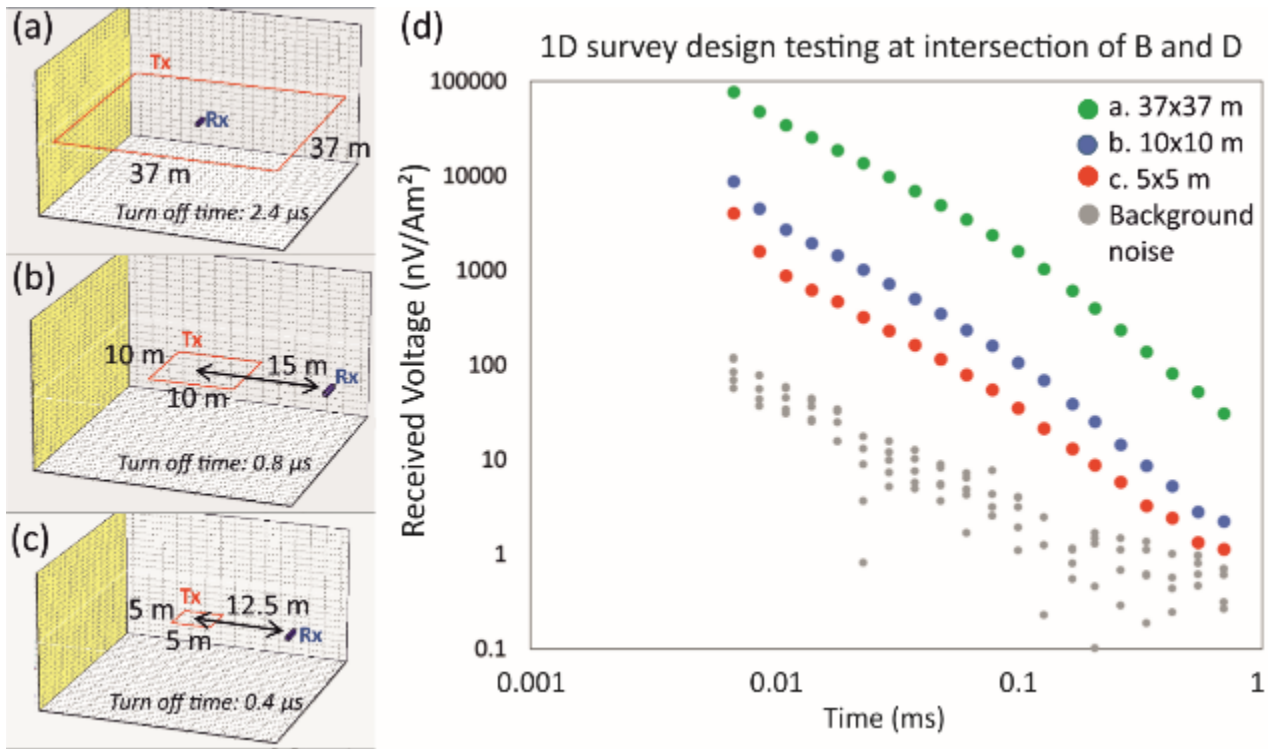 (a)
Tx
Rx
37 m
37 m
Turn off time: 2.4 µs
(b)
Tx
10 m
15 m
Rx
10 m
Turn off time: 0.8 µs
(c)
Tx
5 m
12.5 m
Rx
5 m
Turn off time: 0.4 µs
(d)
1D survey design testing at intersection of B and D
Received Voltage (nV/Am²)
100000
10000
1000
100
10
1
0.1
a. 37x37 m
b. 10x10 m
c. 5x5 m
Background
noise
0.001
0.01
0.1
1
Time (ms)